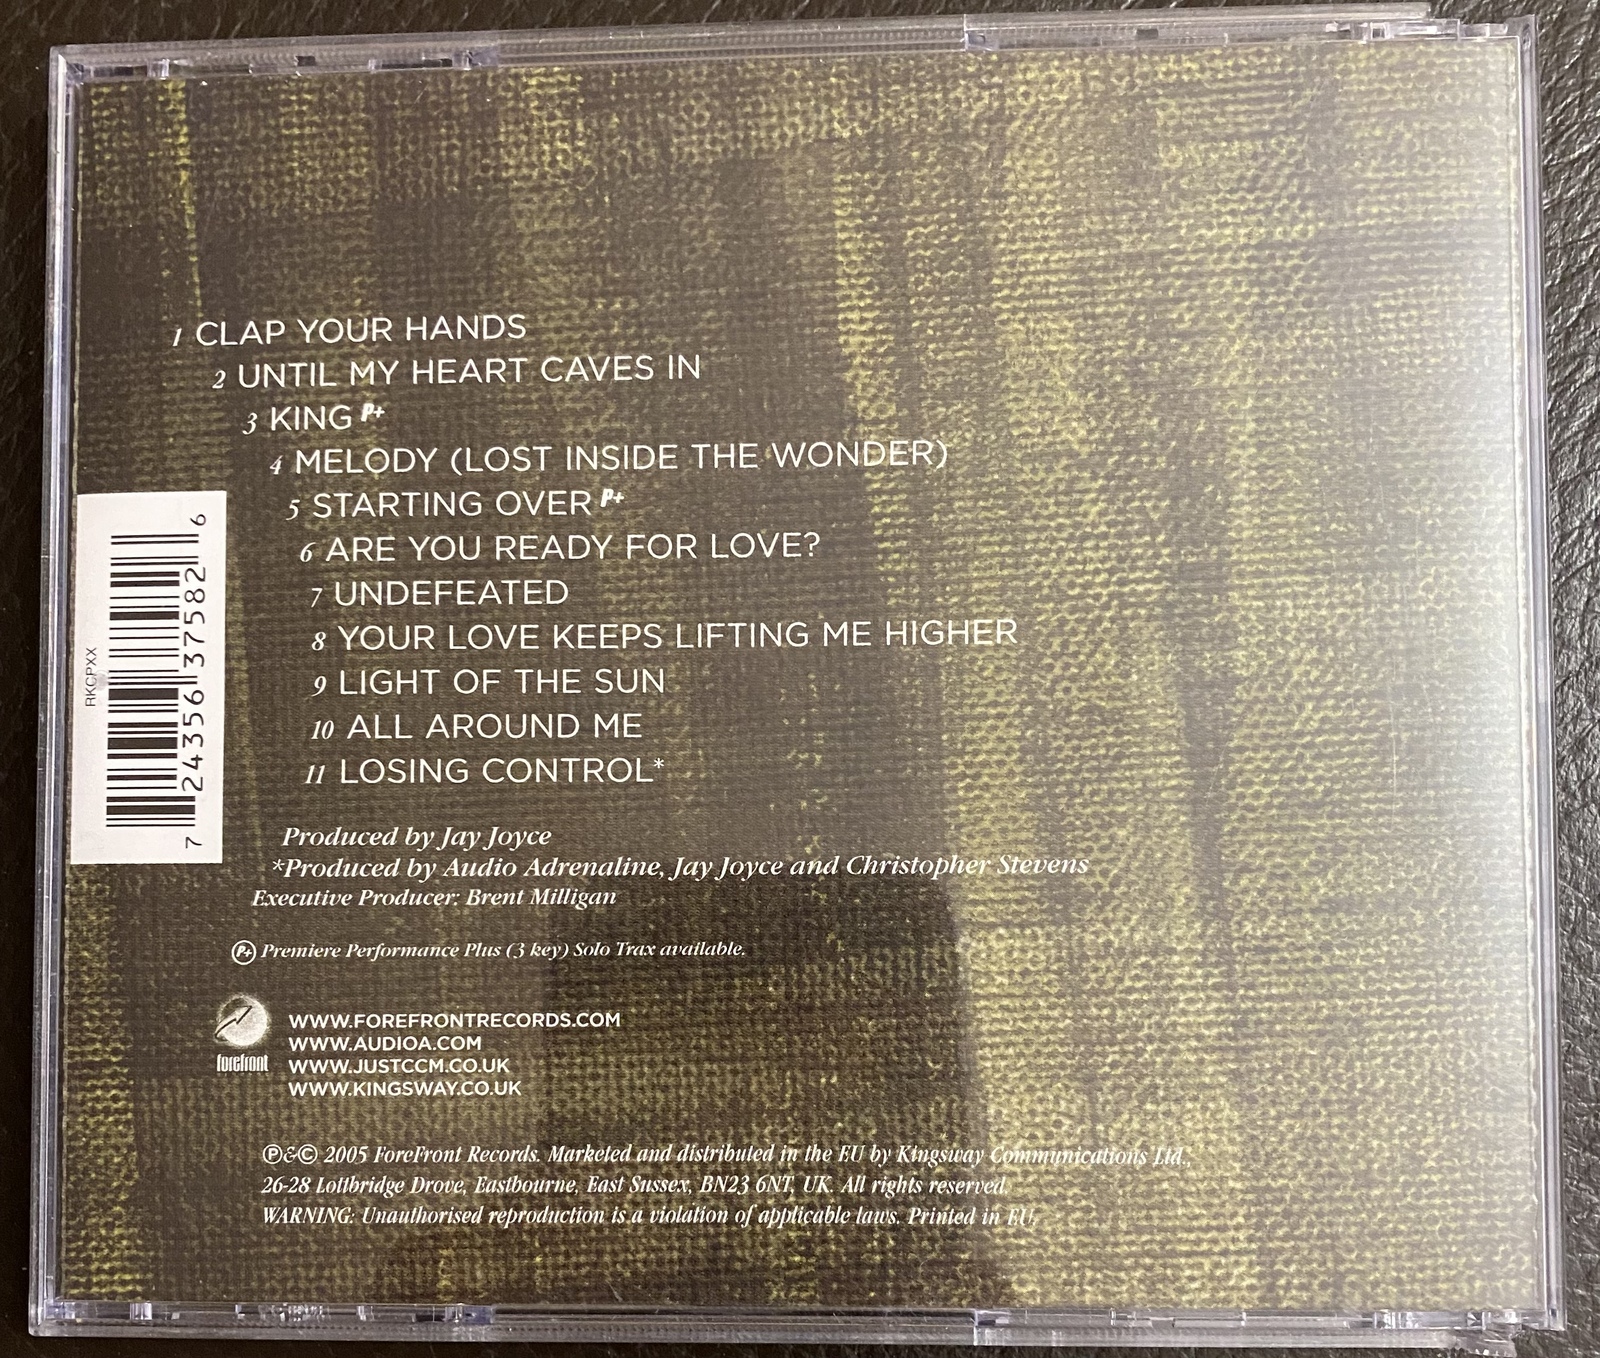 1 CLAP YOUR HANDS
2 UNTIL MY HEART CAVES IN
3 KING P+
4 MELODY (LOST INSIDE THE WONDER)
5 STARTING OVER P+
6 ARE YOU READY FOR LOVE?
7 UNDEFEATED
8 YOUR LOVE KEEPS LIFTING ME HIGHER
9 LIGHT OF THE SUN
10 ALL AROUND ME
11 LOSING CONTROL*
Produced by Jay Joyce
*Produced by Audio Adrenaline, Jay Joyce and Christopher Stevens
Executive Producer: Brent Milligan
P+ Premiere Performance Plus (3 key) Solo Trax available.
forefront
WWW.FOREFRONTRECORDS.COM
WWW.AUDIOA.COM
WWW.JUSTCCM.CO.UK
WWW.KINGSWAY.CO.UK
℗&© 2005 ForeFront Records. Marketed and distributed in the EU by Kingsway Communications Ltd.,
26-28 Lottbridge Drove, Eastbourne, East Sussex, BN23 6NT, UK. All rights reserved.
WARNING: Unauthorised reproduction is a violation of applicable laws. Printed in EU.
RKCPXX
7 24356 37582 6